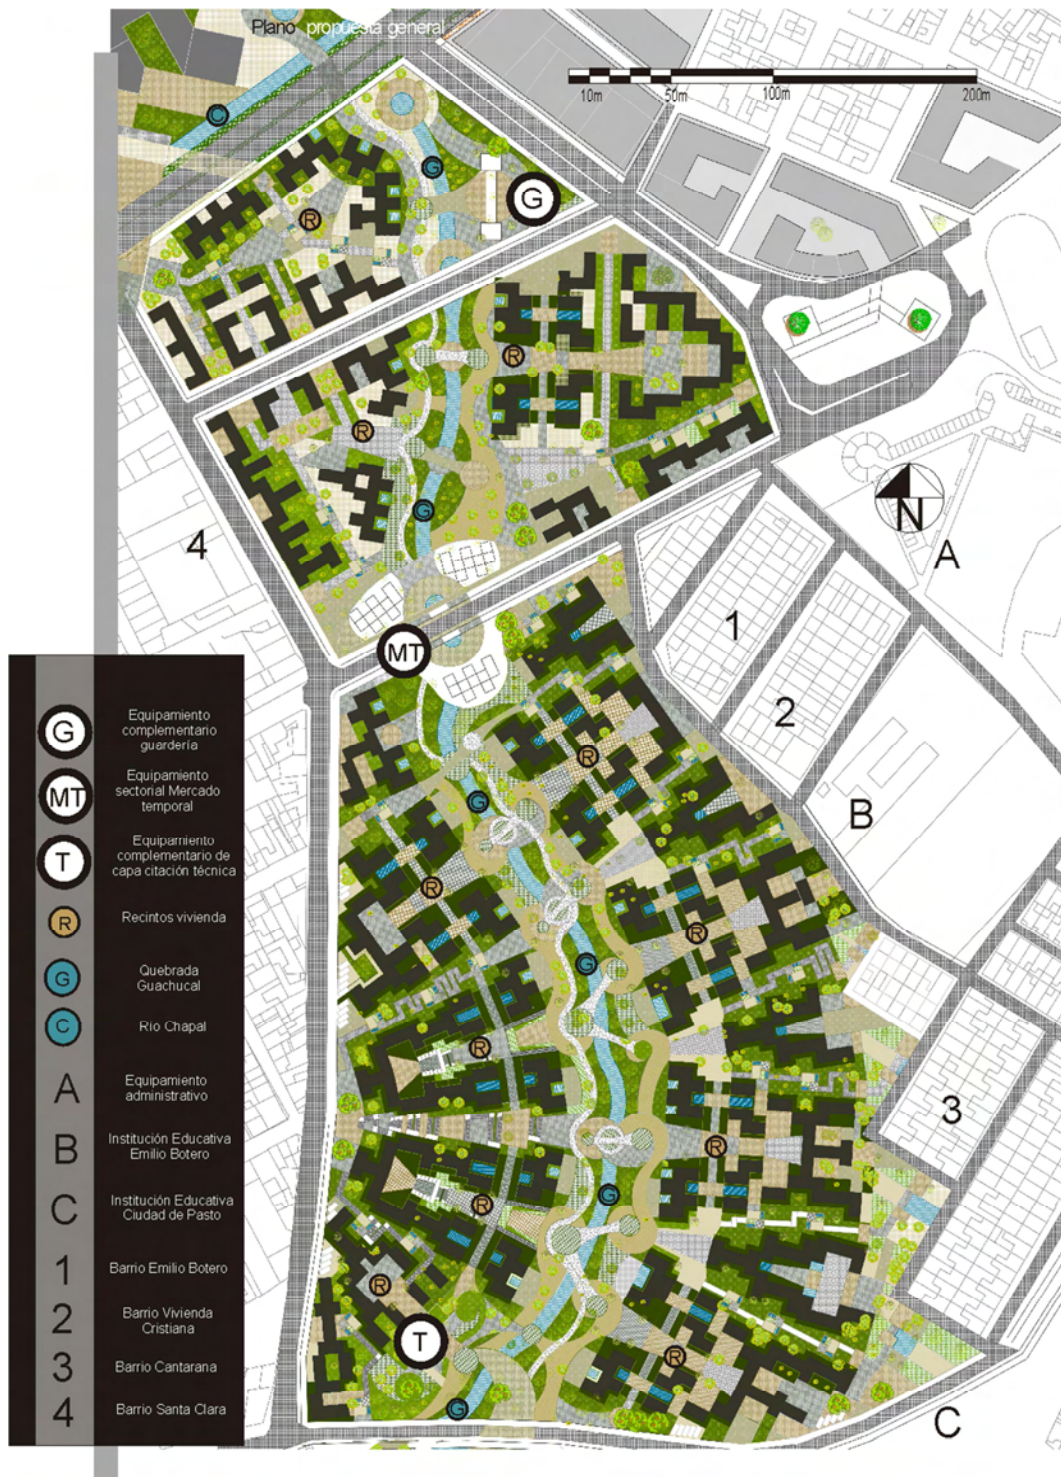 Plano propuesta general
10m 50m 100m 200m
C
G
G
R
R
R
4
G
N
A
1
MT
2
R
G
B
R
R
G
R
3
R
G
R
R
T
R
G
C
G
Equipamiento
complementario
guardería
MT
Equipamiento
sectorial Mercado
temporal
T
Equipamiento
complementario de
capa citación técnica
R
Recintos vivienda
G
Quebrada
Guachucal
C
Río Chapal
A
Equipamiento
administrativo
B
Institución Educativa
Emilio Botero
C
Institución Educativa
Ciudad de Pasto
1
Barrio Emilio Botero
2
Barrio Vivienda
Cristiana
3
Barrio Cantarana
4
Barrio Santa Clara